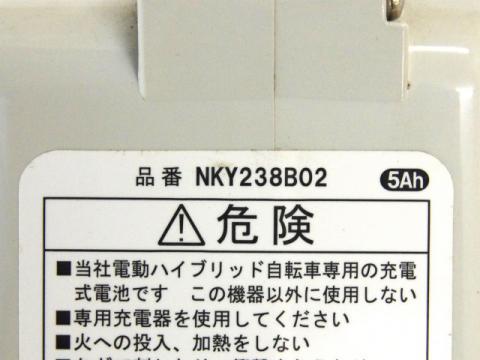 品番 NKY238B02 5Ah
危険
■当社電動ハイブリッド自転車専用の充電
式電池です この機器以外に使用しない
■専用充電器を使用してください
■火への投入、加熱をしない